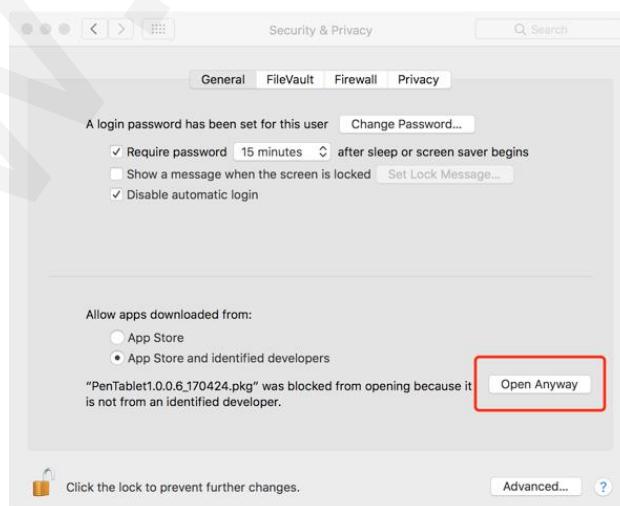 Security & Privacy
Search
General FileVault Firewall Privacy
A login password has been set for this user Change Password...
Require password 15 minutes after sleep or screen saver begins
Show a message when the screen is locked Set Lock Message...
Disable automatic login
Allow apps downloaded from:
App Store
App Store and identified developers
“PenTablet1.0.0.6_170424.pkg” was blocked from opening because it Open Anyway
is not from an identified developer.
Click the lock to prevent further changes. Advanced... ?